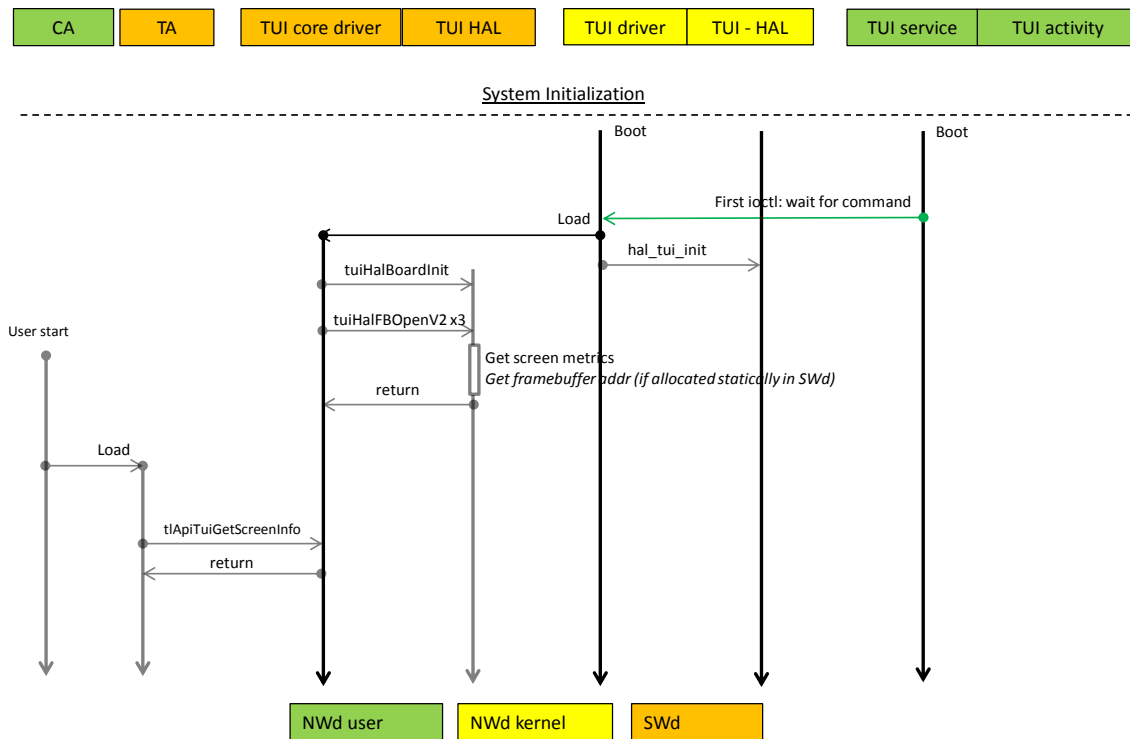 CA
TA
TUI core driver
TUI HAL
TUI driver
TUI - HAL
TUI service
TUI activity
System Initialization
Boot
Boot
First ioctl: wait for command
Load
hal_tui_init
tuiHalBoardInit
tuiHalFBOpenV2 x3
User start
Get screen metrics
Get framebuffer addr (if allocated statically in SWd)
return
Load
tlApiTuiGetScreenInfo
return
NWd user
NWd kernel
SWd